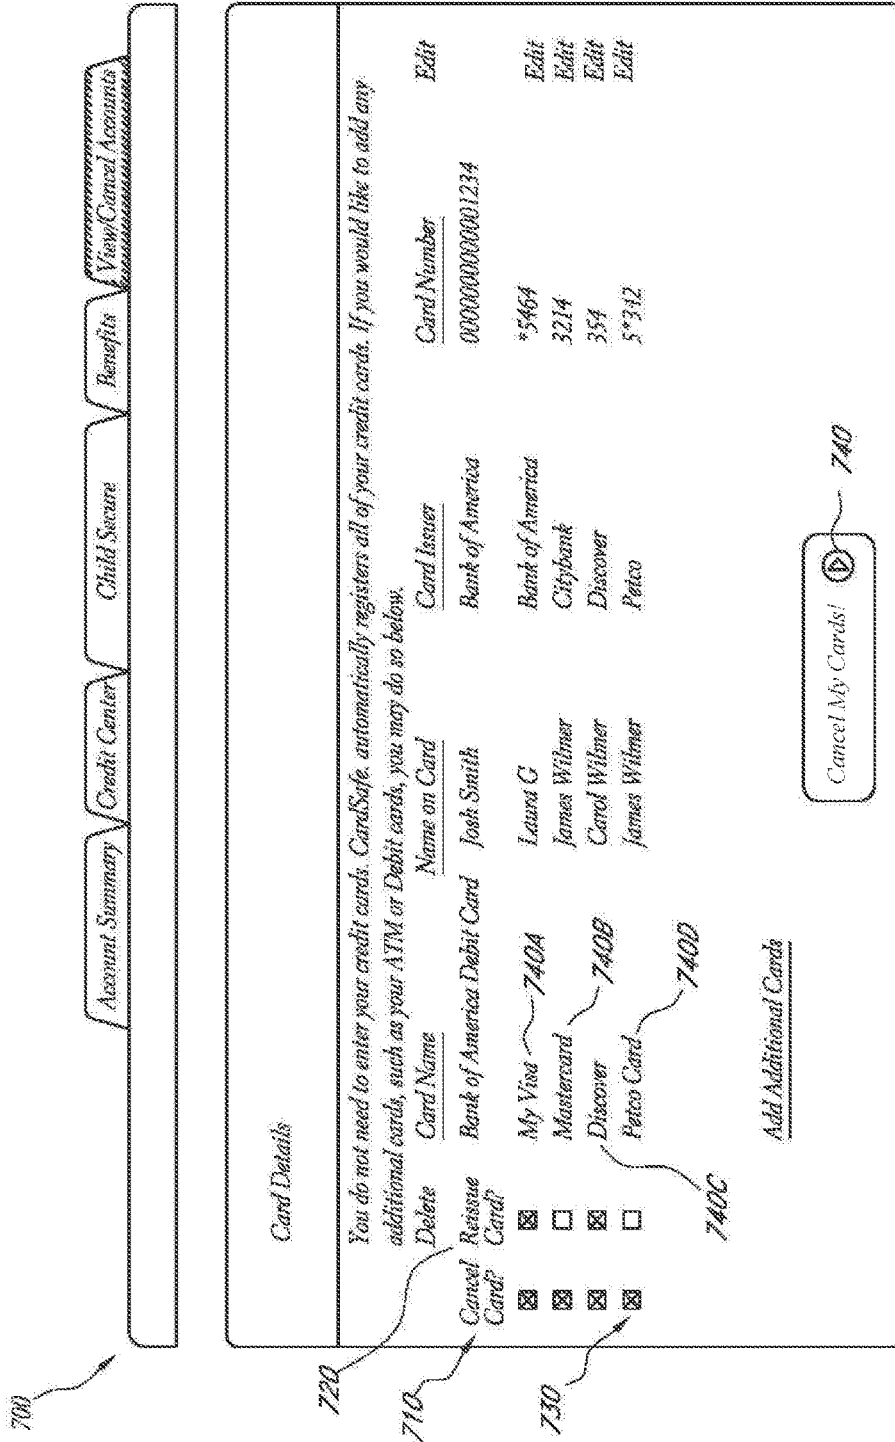 700
Account Summary Credit Center Child Secure Benefits View/Cancel Accounts
Card Details
You do not need to enter your credit cards. CardSafe. automatically registers all of your credit cards. If you would like to add any
additional cards, such as your ATM or Debit cards, you may do so below.
720
Delete Card Name Name on Card Card Issuer Card Number Edit
710
Cancel Card? Reissue Card? Bank of America Debit Card Josh Smith Bank of America 0000000000001234
My Visa 740A Laura G Bank of America *5464 Edit
Mastercard 740B James Wilmer Citybank 3214 Edit
Discover 740C Carol Wilmer Discover 354 Edit
730
Petco Card 740D James Wilmer Petco 5*342 Edit
Add Additional Cards
Cancel My Cards! 740